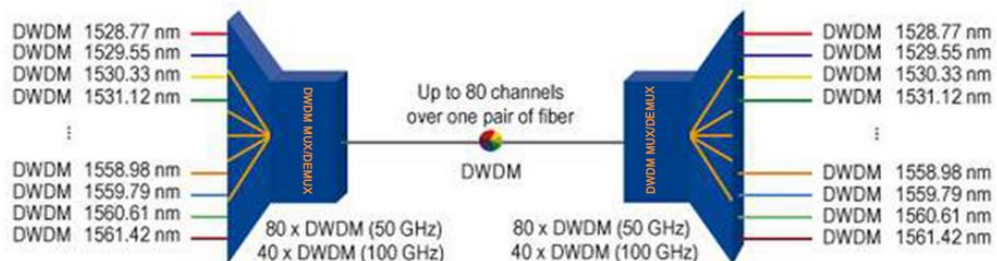 DWDM 1528.77 nm
DWDM 1529.55 nm
DWDM 1530.33 nm
DWDM 1531.12 nm
⋮
DWDM 1558.98 nm
DWDM 1559.79 nm
DWDM 1560.61 nm
DWDM 1561.42 nm
DWDM MUX/DEMUX
80 x DWDM (50 GHz)
40 x DWDM (100 GHz)
Up to 80 channels
over one pair of fiber
DWDM
DWDM MUX/DEMUX
80 x DWDM (50 GHz)
40 x DWDM (100 GHz)
DWDM 1528.77 nm
DWDM 1529.55 nm
DWDM 1530.33 nm
DWDM 1531.12 nm
⋮
DWDM 1558.98 nm
DWDM 1559.79 nm
DWDM 1560.61 nm
DWDM 1561.42 nm